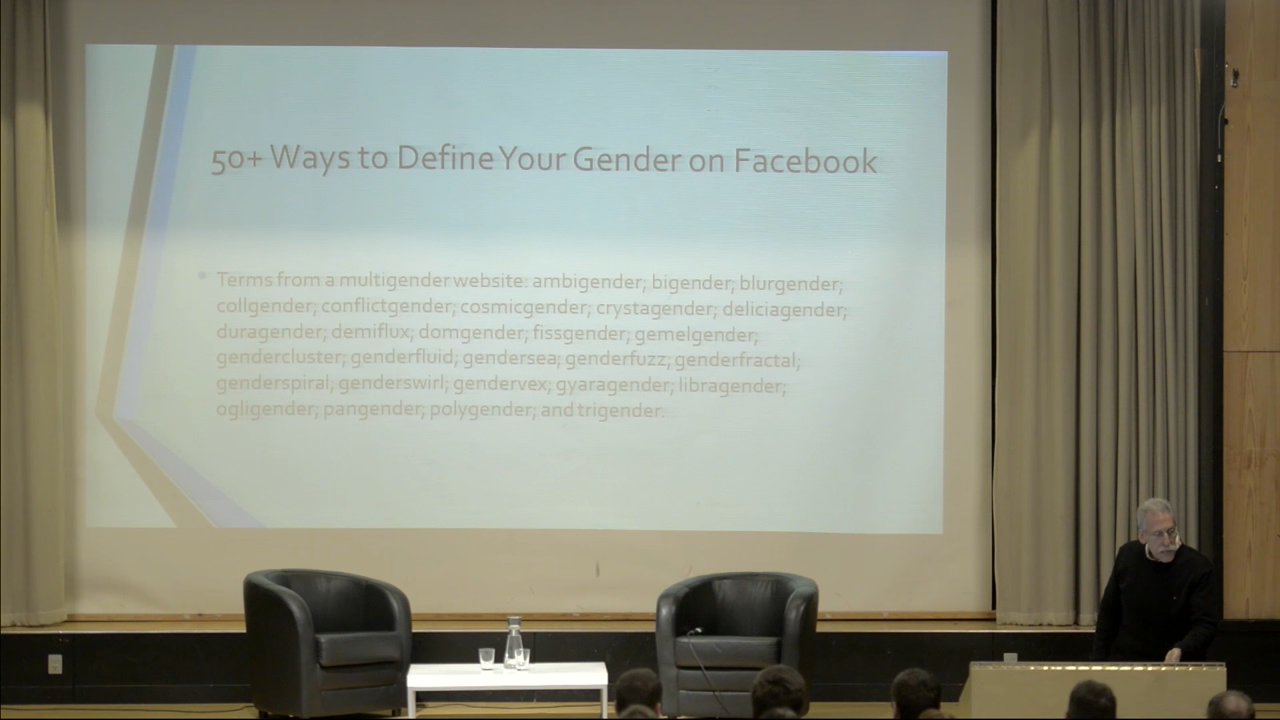 50+ Ways to Define Your Gender on Facebook
• Terms from a multigender website: ambigender; bigender; blurgender;
collgender; conflictgender; cosmicgender; crystagender; deliciagender;
duragender; demiflux; domgender; fissgender; gemelgender;
gendercluster; genderfluid; gendersea; genderfuzz; genderfractal;
genderspiral; genderswirl; gendervex; gyaragender; libragender;
ogligender; pangender; polygender; and trigender.